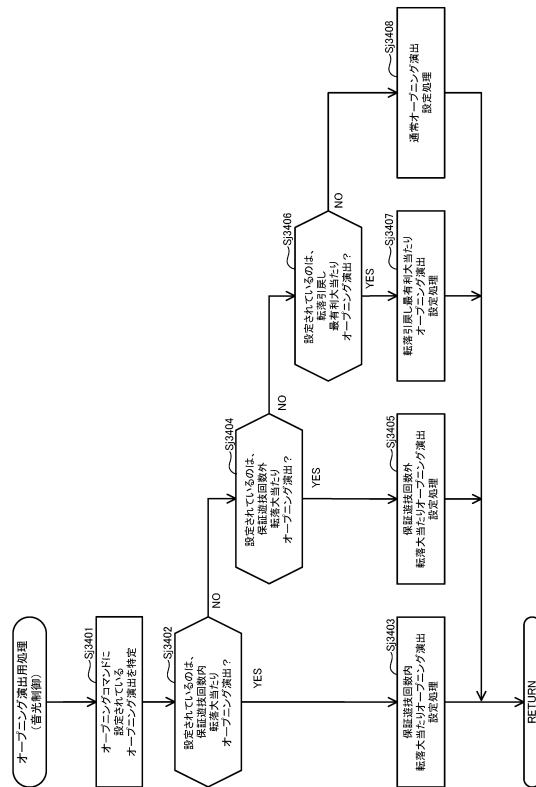 オープニング演出用処理
（音光制御）
Sj3401
オープニングコマンドに
設定されている
オープニング演出を特定
Sj3402
設定されているのは、
保証遊技回数内
転落大当たり
オープニング演出？
NO
YES
Sj3403
保証遊技回数内
転落大当たりオープニング演出
設定処理
Sj3404
設定されているのは、
保証遊技回数外
転落大当たり
オープニング演出？
NO
YES
Sj3405
保証遊技回数外
転落大当たりオープニング演出
設定処理
Sj3406
設定されているのは、
転落引戻し
最有利大当たり
オープニング演出？
NO
YES
Sj3407
転落引戻し最有利大当たり
オープニング演出
設定処理
Sj3408
通常オープニング演出
設定処理
RETURN